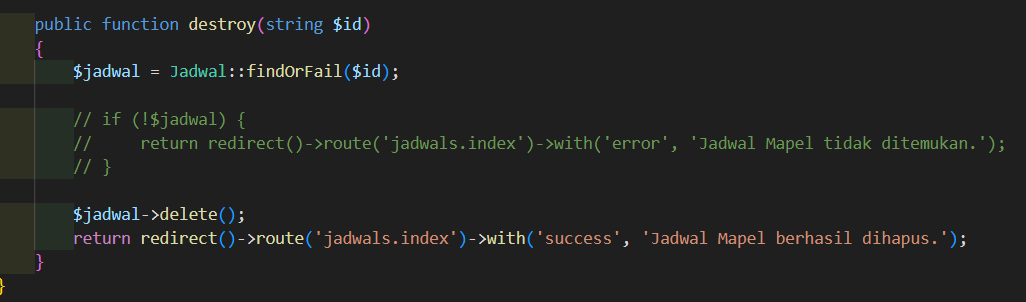 public function destroy(string $id)
{
$jadwal = Jadwal::findOrFail($id);
// if (!$jadwal) {
//     return redirect()->route('jadwals.index')->with('error', 'Jadwal Mapel tidak ditemukan.');
// }
$jadwal->delete();
return redirect()->route('jadwals.index')->with('success', 'Jadwal Mapel berhasil dihapus.');
}
}